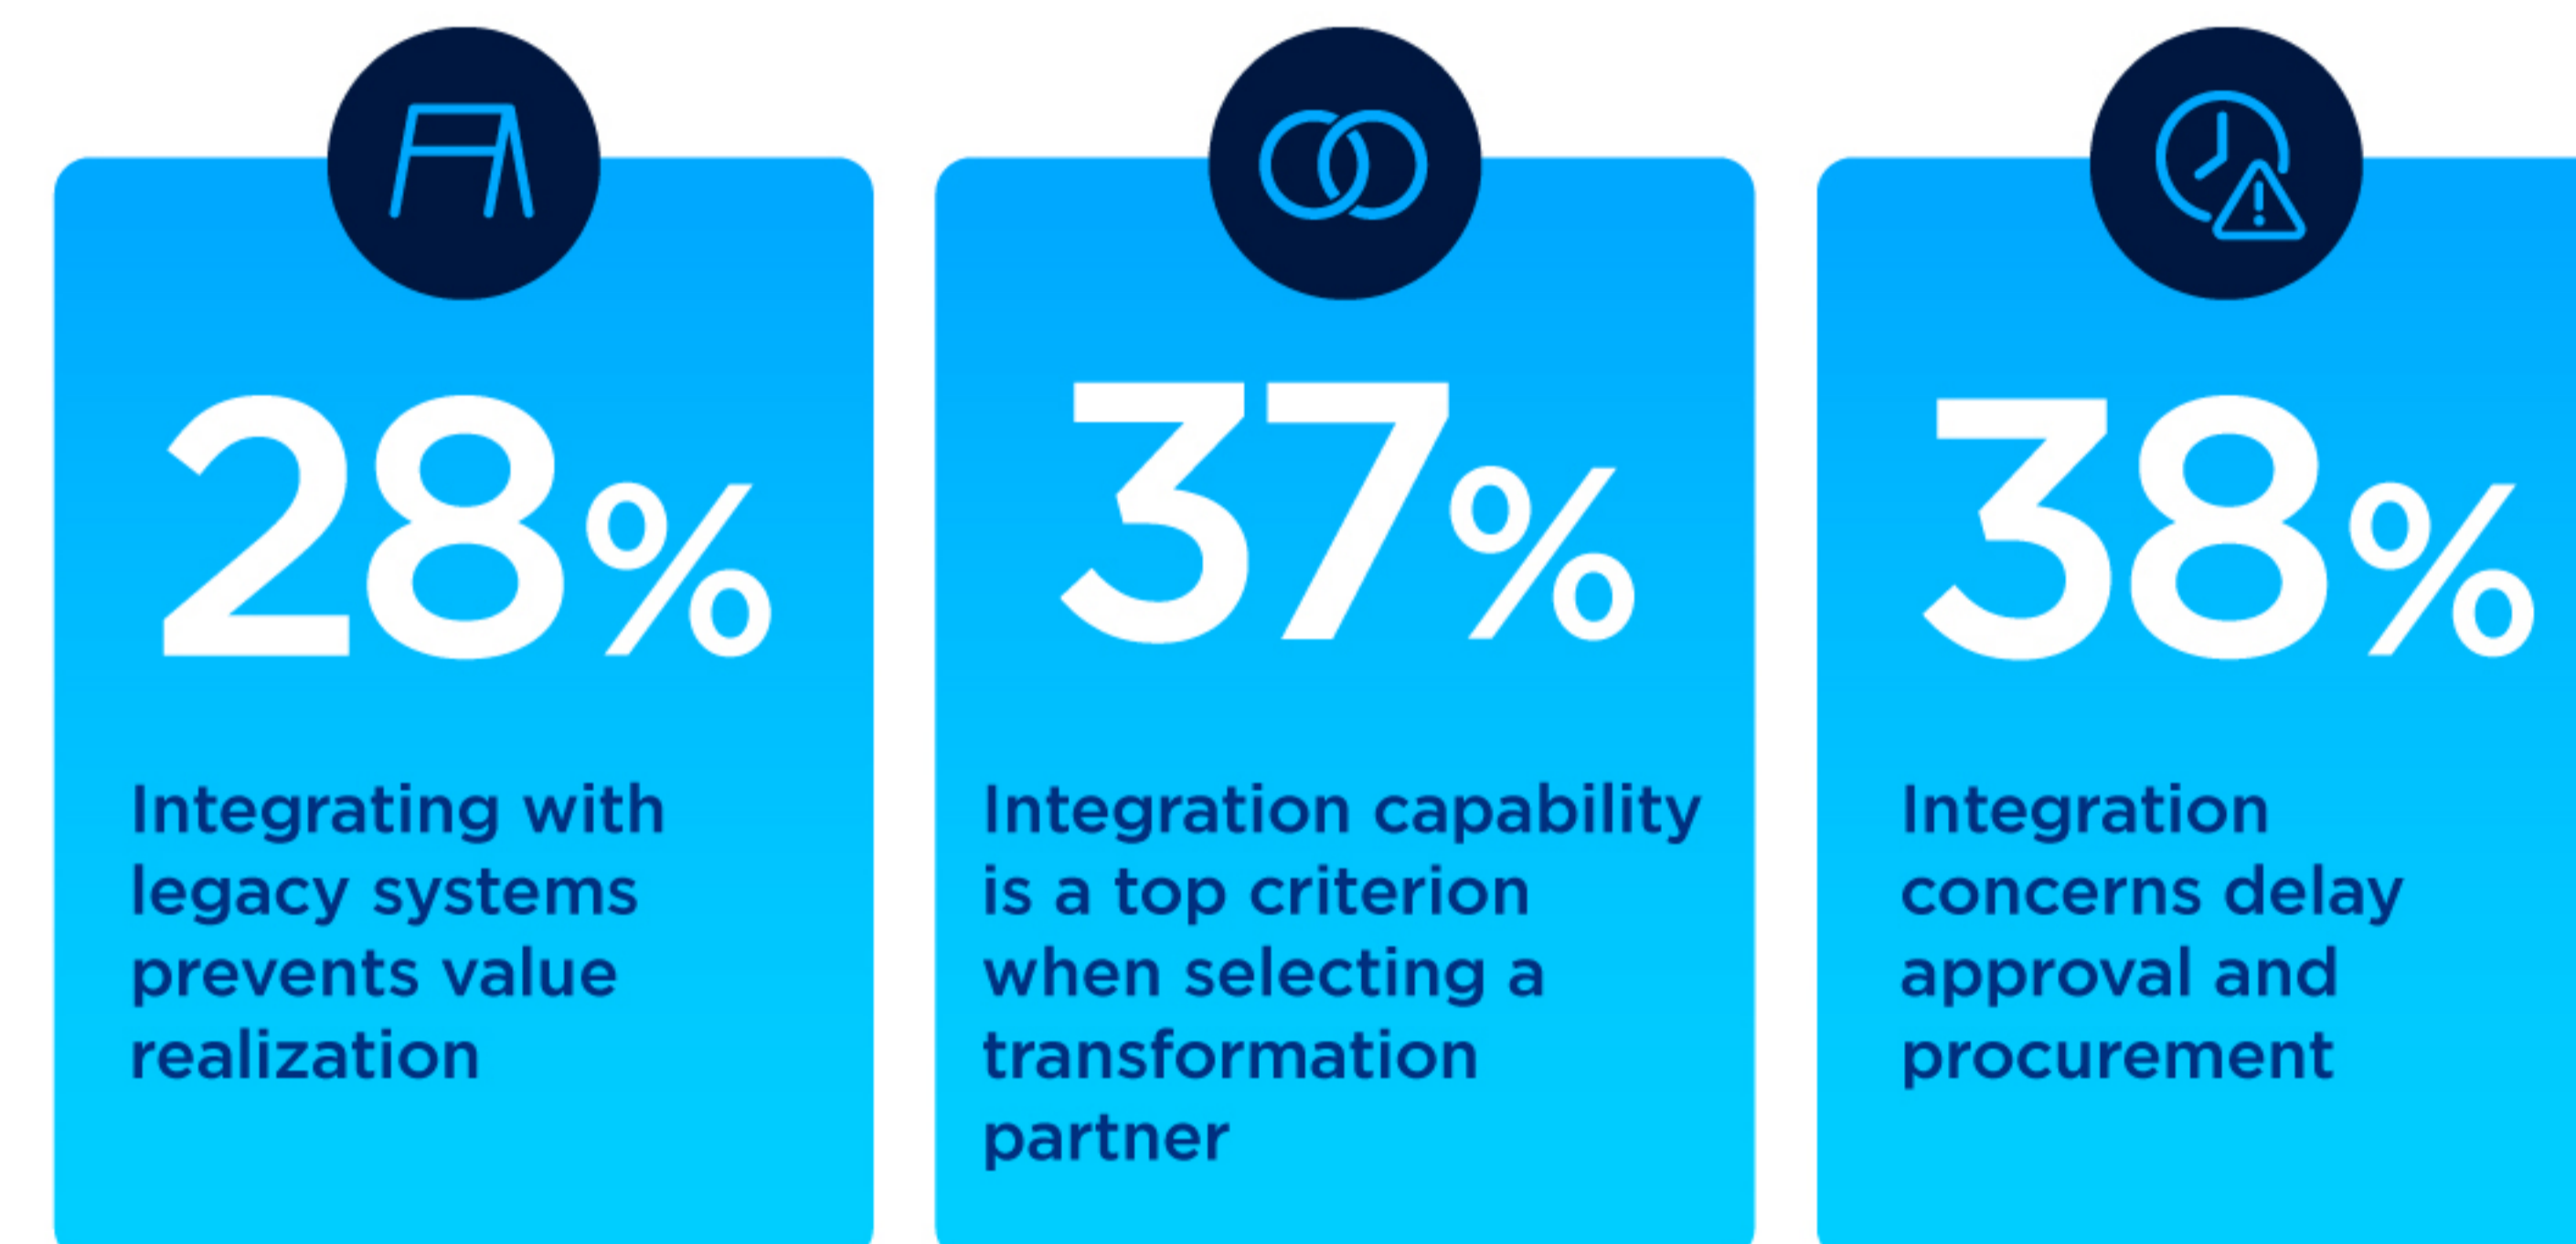 28%
Integrating with
legacy systems
prevents value
realization
37%
Integration capability
is a top criterion
when selecting a
transformation
partner
38%
Integration
concerns delay
approval and
procurement